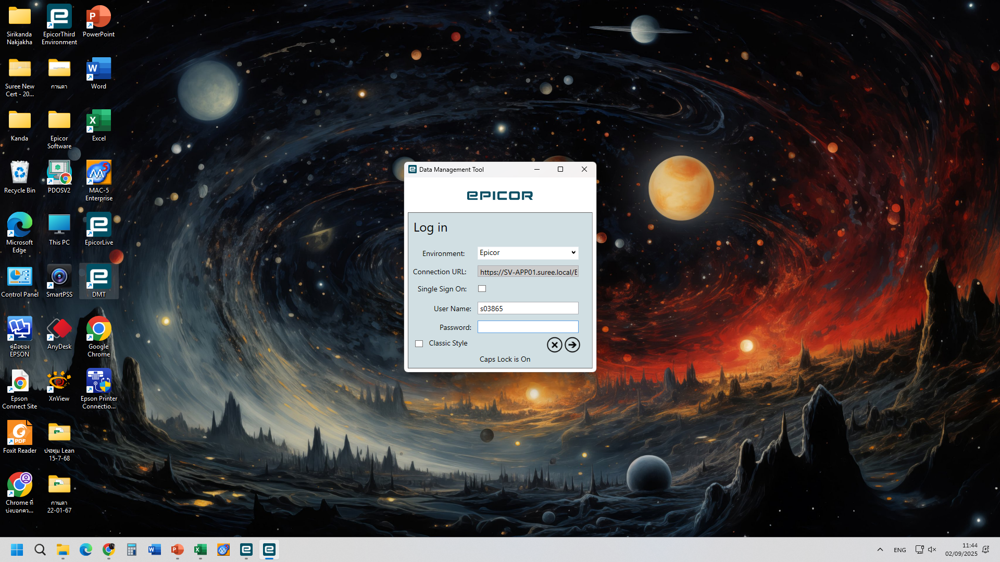 Sirikanda
Nakjakha
EpicorThird
Environment
PowerPoint
Suree New
Cert - 20...
กานดา
Word
Kanda
Epicor
Software
Excel
Recycle Bin
PDOSV2
MAC-5
Enterprise
Microsoft
Edge
This PC
EpicorLive
Control Panel
SmartPSS
DMT
คู่มือของ
EPSON
AnyDesk
Google
Chrome
Epson
Connect Site
XnView
Epson Printer
Connectio...
Foxit Reader
ประชุม Lean
15-7-68
Chrome ที่
บ่งบอกคว...
กานดา
22-01-67
Data Management Tool
EPICOR
Log in
Environment:
Epicor
Connection URL:
https://SV-APP01.suree.local/E
Single Sign On:
User Name:
s03865
Password:
Classic Style
Caps Lock is On
ENG
11:44
02/09/2025